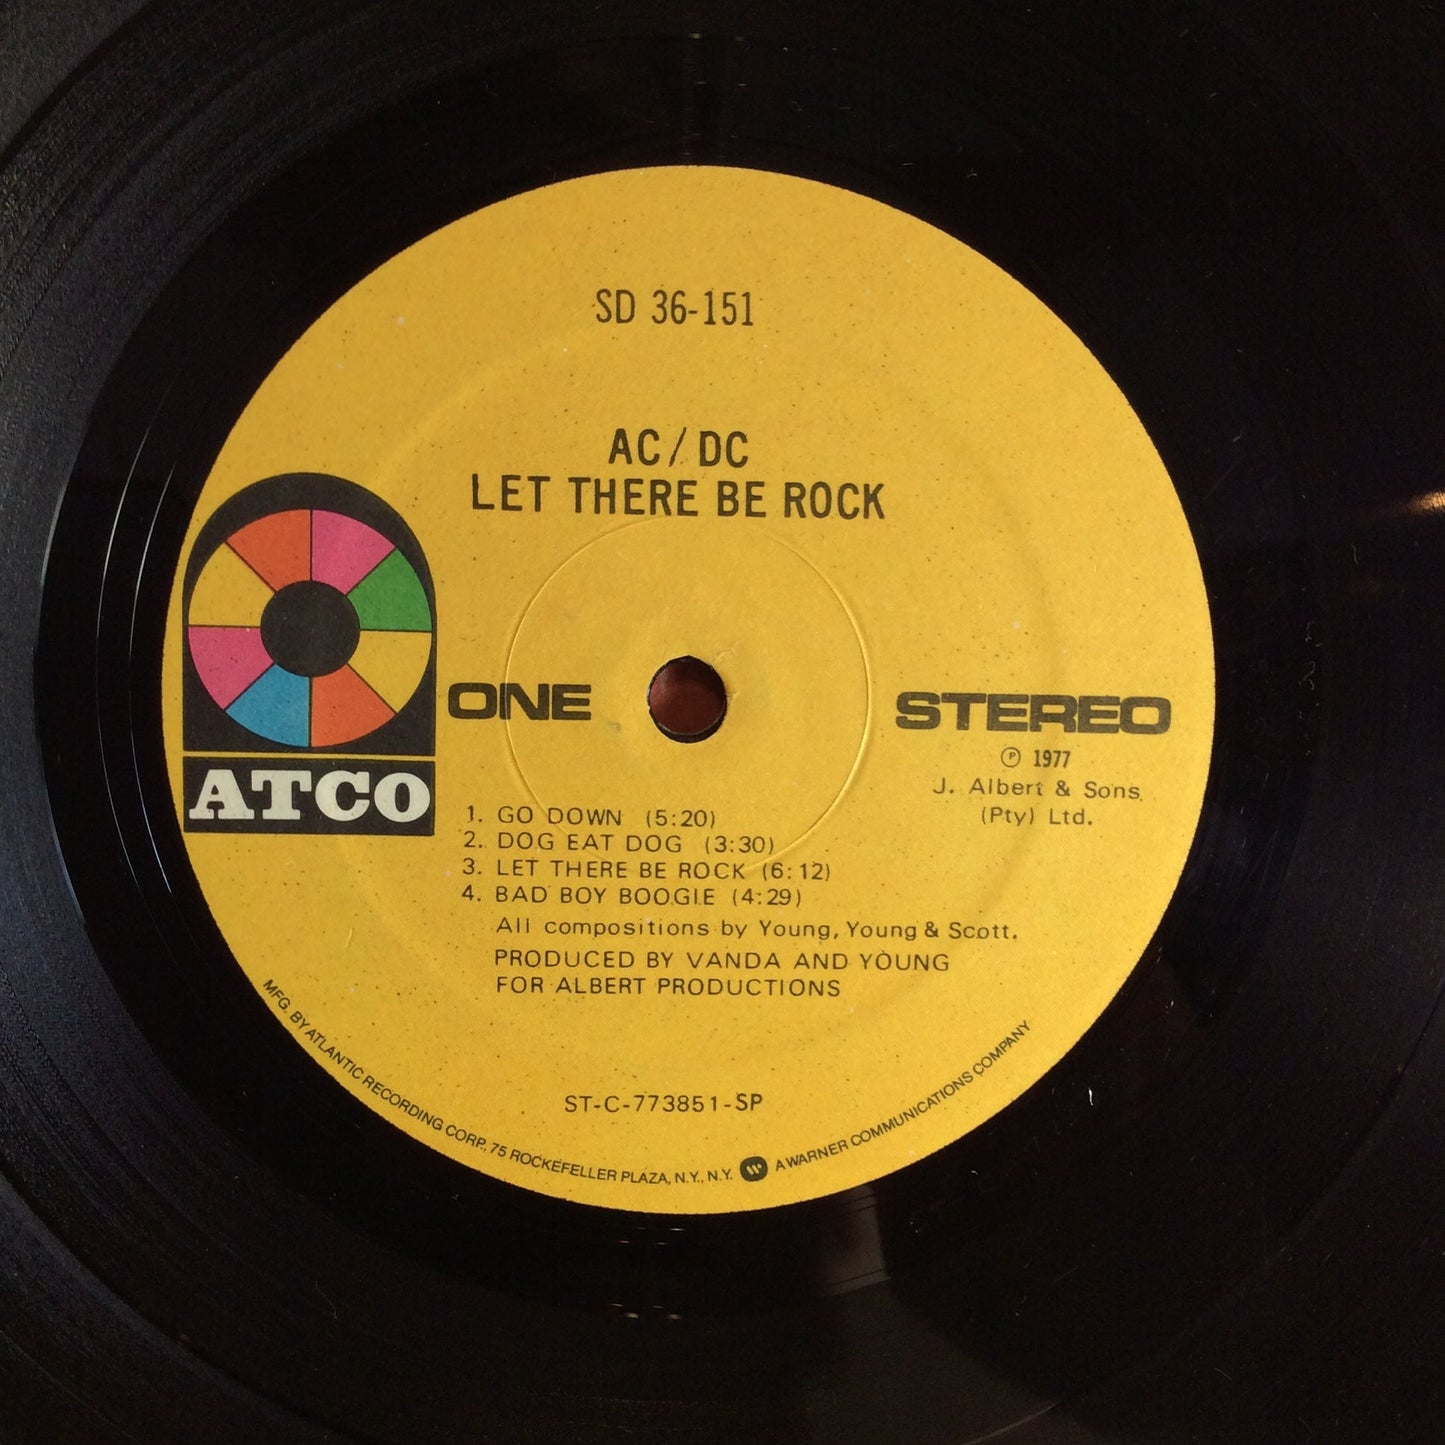 SD 36-151
AC/DC
LET THERE BE ROCK
ATCO
ONE
STEREO
℗ 1977
J. Albert & Sons
(Pty) Ltd.
1. GO DOWN (5:20)
2. DOG EAT DOG (3:30)
3. LET THERE BE ROCK (6:12)
4. BAD BOY BOOGIE (4:29)
All compositions by Young, Young & Scott.
PRODUCED BY VANDA AND YOUNG
FOR ALBERT PRODUCTIONS
ST-C-773851-SP
MFG. BY ATLANTIC RECORDING CORP., 75 ROCKEFELLER PLAZA, N.Y., N.Y. W A WARNER COMMUNICATIONS COMPANY